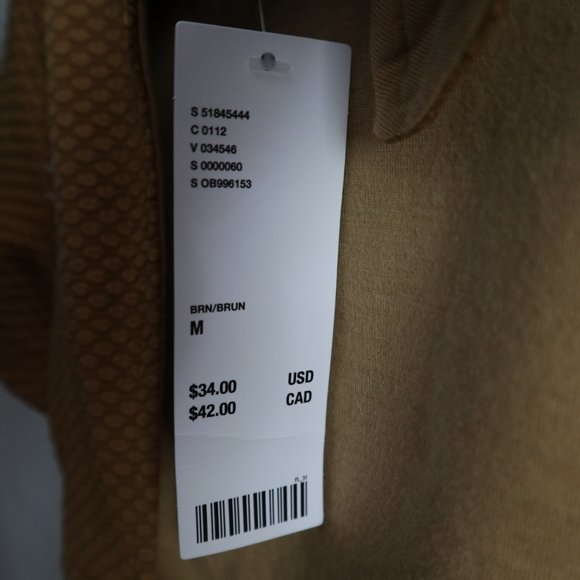 S 51845444
C 0112
V 034546
S 0000060
S OB996153
BRN/BRUN
M
$34.00 USD
$42.00 CAD